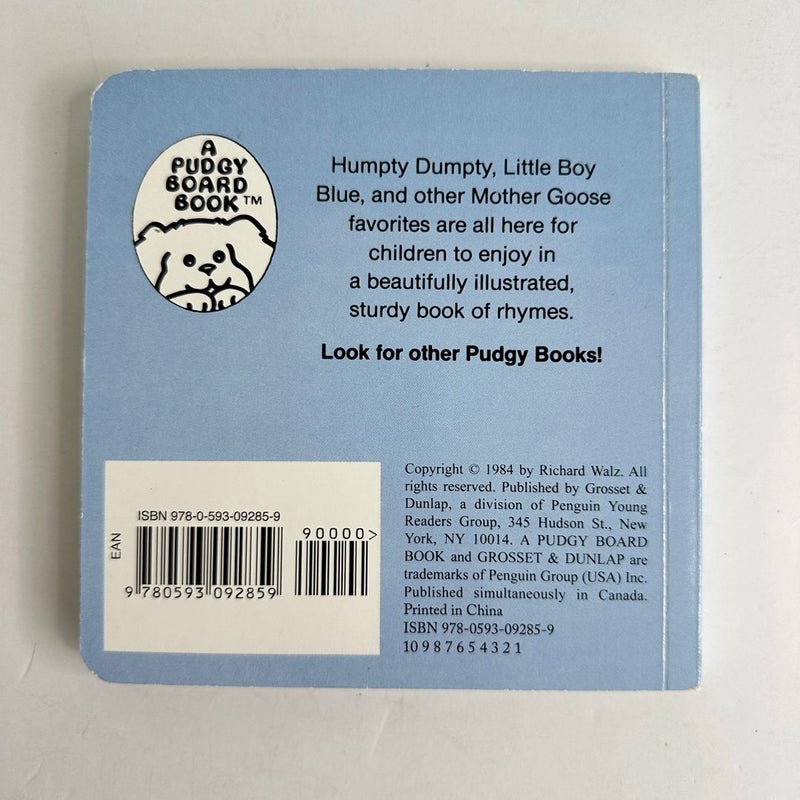 A
PUDGY
BOARD
BOOK™
Humpty Dumpty, Little Boy
Blue, and other Mother Goose
favorites are all here for
children to enjoy in
a beautifully illustrated,
sturdy book of rhymes.
Look for other Pudgy Books!
ISBN 978-0-593-09285-9
90000>
EAN
9 780593 092859
Copyright © 1984 by Richard Walz. All
rights reserved. Published by Grosset &
Dunlap, a division of Penguin Young
Readers Group, 345 Hudson St., New
York, NY 10014. A PUDGY BOARD
BOOK and GROSSET & DUNLAP are
trademarks of Penguin Group (USA) Inc.
Published simultaneously in Canada.
Printed in China
ISBN 978-0593-09285-9
10 9 8 7 6 5 4 3 2 1